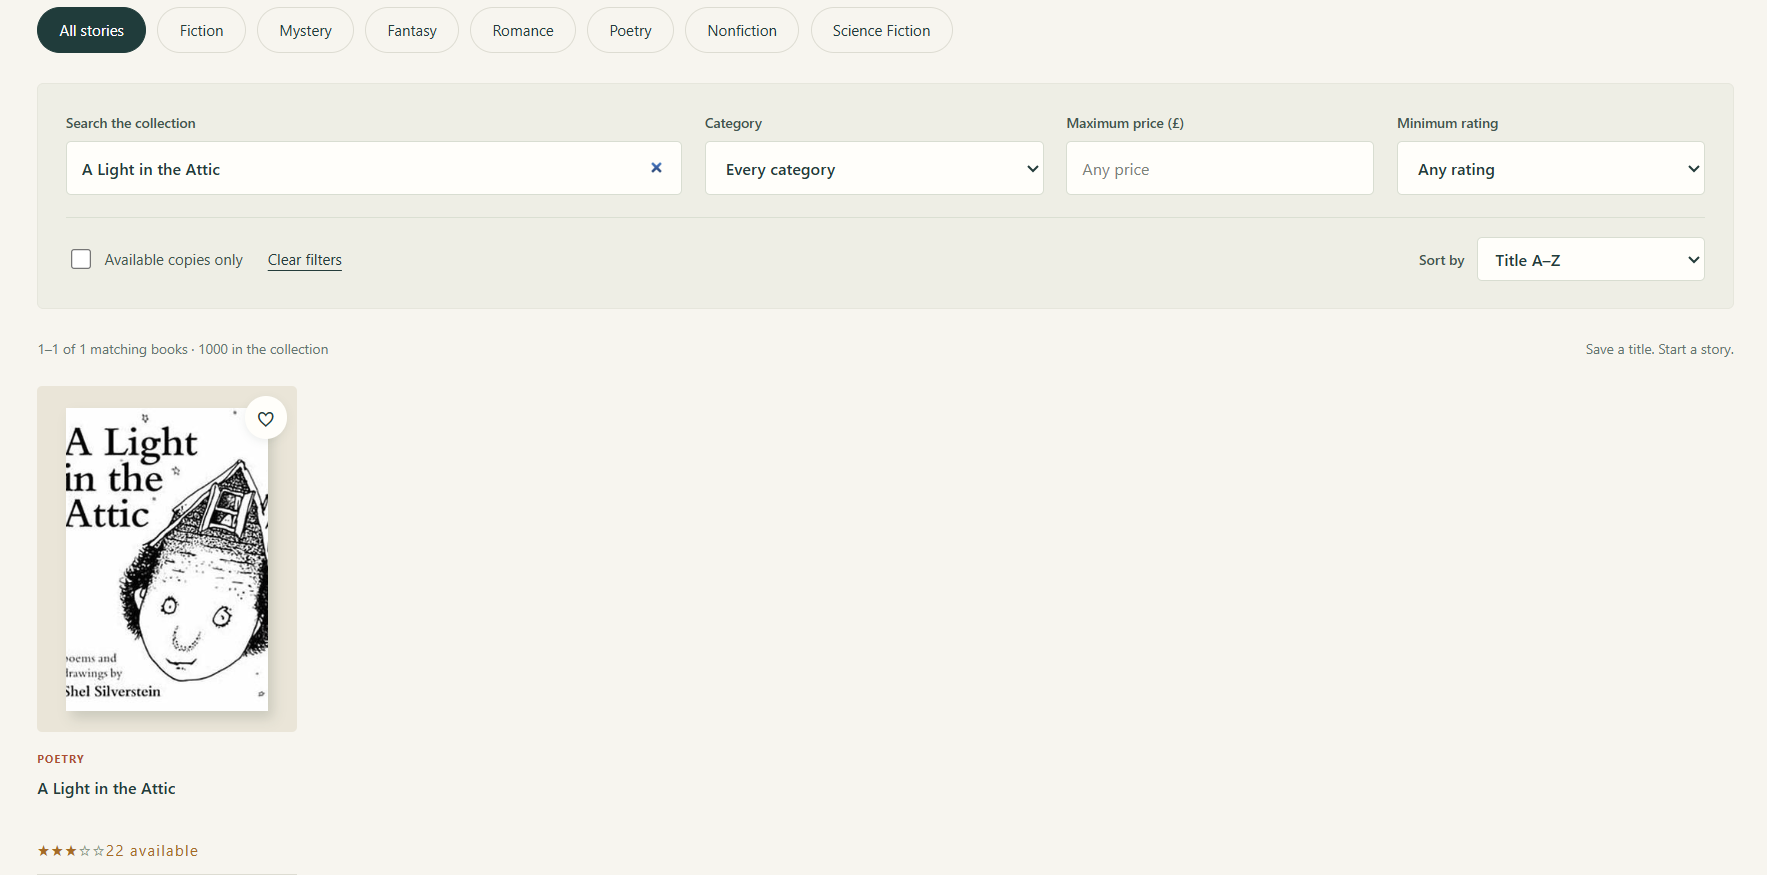 All stories Fiction Mystery Fantasy Romance Poetry Nonfiction Science Fiction
Search the collection Category Maximum price (£) Minimum rating
A Light in the Attic Every category Any price Any rating
Available copies only Clear filters Sort by Title A–Z
1–1 of 1 matching books · 1000 in the collection Save a title. Start a story.
A Light
in the
Attic
poems and
drawings by
Shel Silverstein
POETRY
A Light in the Attic
★★★☆☆22 available